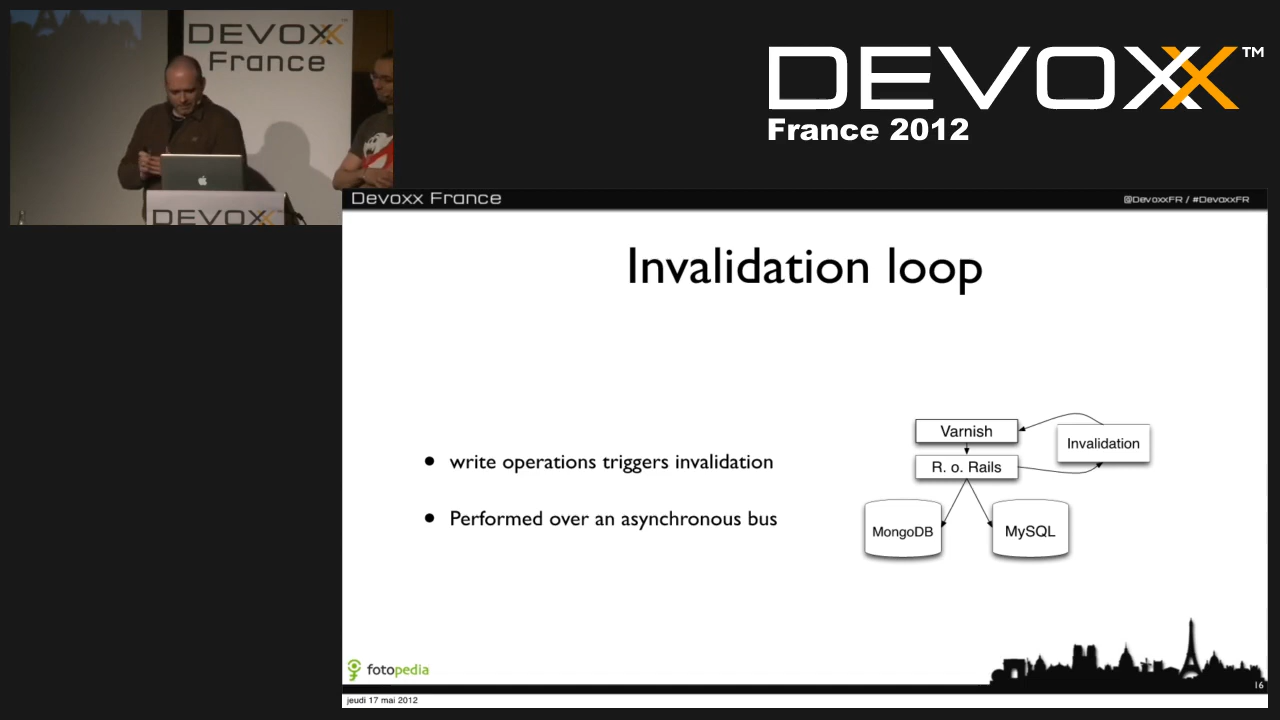 DEVOXX
France
DEVOXX
DEVOXX™
France 2012
Devoxx France
@DevoxxFR / #DevoxxFR
Invalidation loop
• write operations triggers invalidation
• Performed over an asynchronous bus
Varnish
Invalidation
R. o. Rails
MongoDB
MySQL
fotopedia
16
jeudi 17 mai 2012